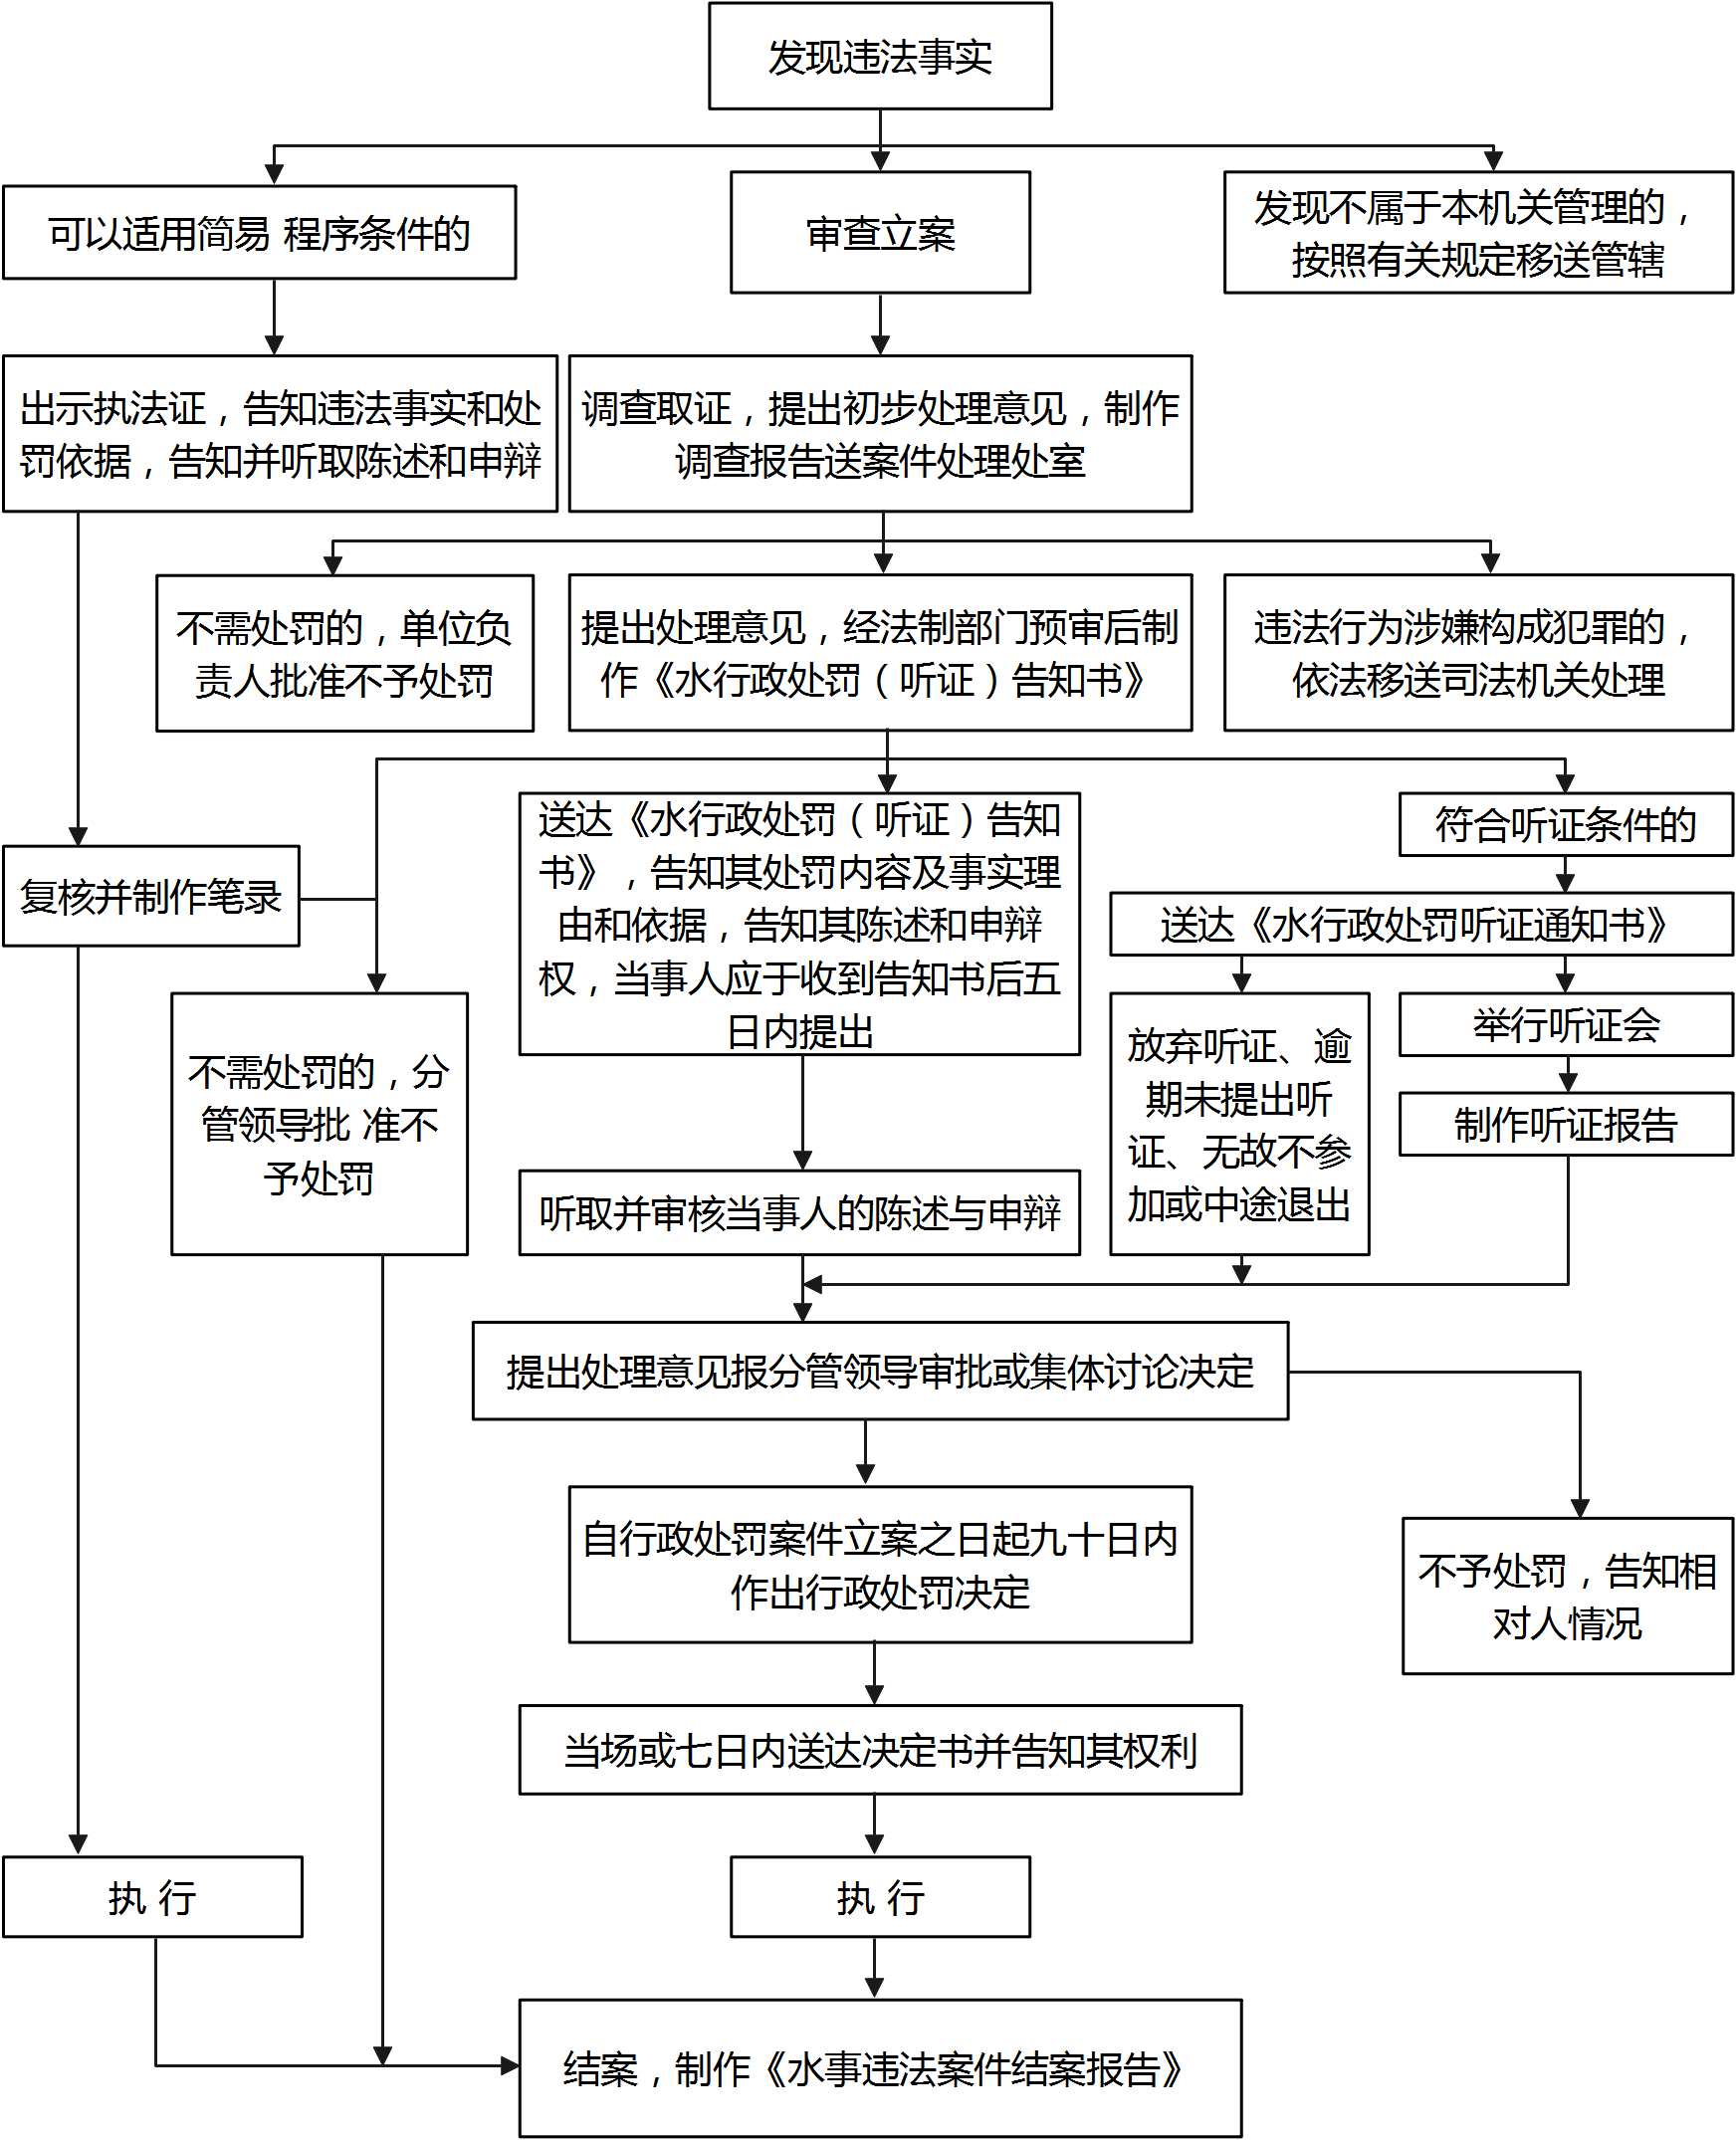 发现违法事实
可以适用简易 程序条件的
审查立案
发现不属于本机关管理的，
按照有关规定移送管辖
出示执法证，告知违法事实和处
罚依据，告知并听取陈述和申辩
调查取证，提出初步处理意见，制作
调查报告送案件处理处室
不需处罚的，单位负
责人批准不予处罚
提出处理意见，经法制部门预审后制
作《水行政处罚（听证）告知书》
违法行为涉嫌构成犯罪的，
依法移送司法机关处理
复核并制作笔录
送达《水行政处罚（听证）告知
书》，告知其处罚内容及事实理
由和依据，告知其陈述和申辩
权，当事人应于收到告知书后五
日内提出
符合听证条件的
送达《水行政处罚听证通知书》
不需处罚的，分
管领导批 准不
予处罚
放弃听证、逾
期未提出听
证、无故不参
加或中途退出
举行听证会
制作听证报告
听取并审核当事人的陈述与申辩
提出处理意见报分管领导审批或集体讨论决定
自行政处罚案件立案之日起九十日内
作出行政处罚决定
不予处罚，告知相
对人情况
当场或七日内送达决定书并告知其权利
执 行
执 行
结案，制作《水事违法案件结案报告》